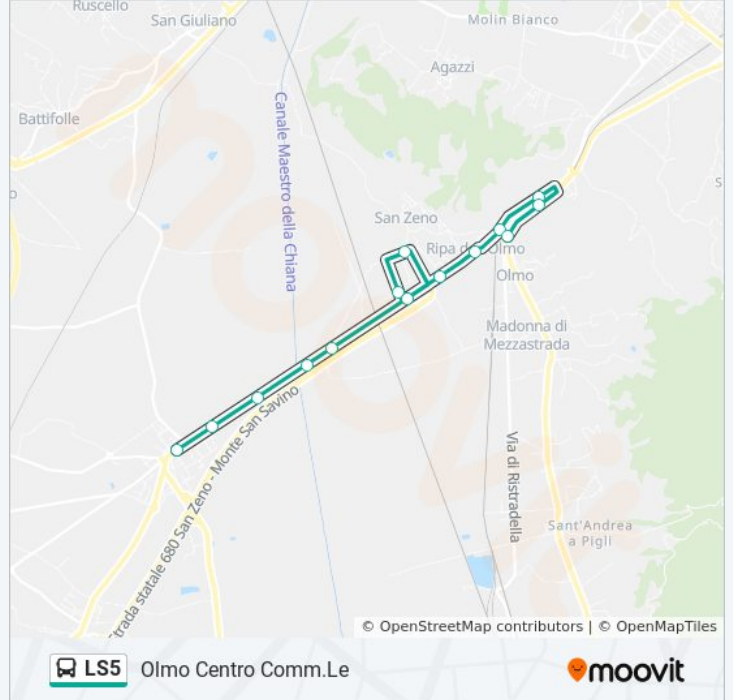 Ruscello
San Giuliano
Molin Bianco
Agazzi
Battifolle
Canale Maestro della Chiana
San Zeno
Olmo
Olmo
Madonna di
Mezzastrada
Strada statale 680 San Zeno - Monte San Savino
Via di Ristradella
Sant'Andrea
a Pigli
© OpenStreetMap contributors | © OpenMapTiles
LS5
Olmo Centro Comm.Le
moovit